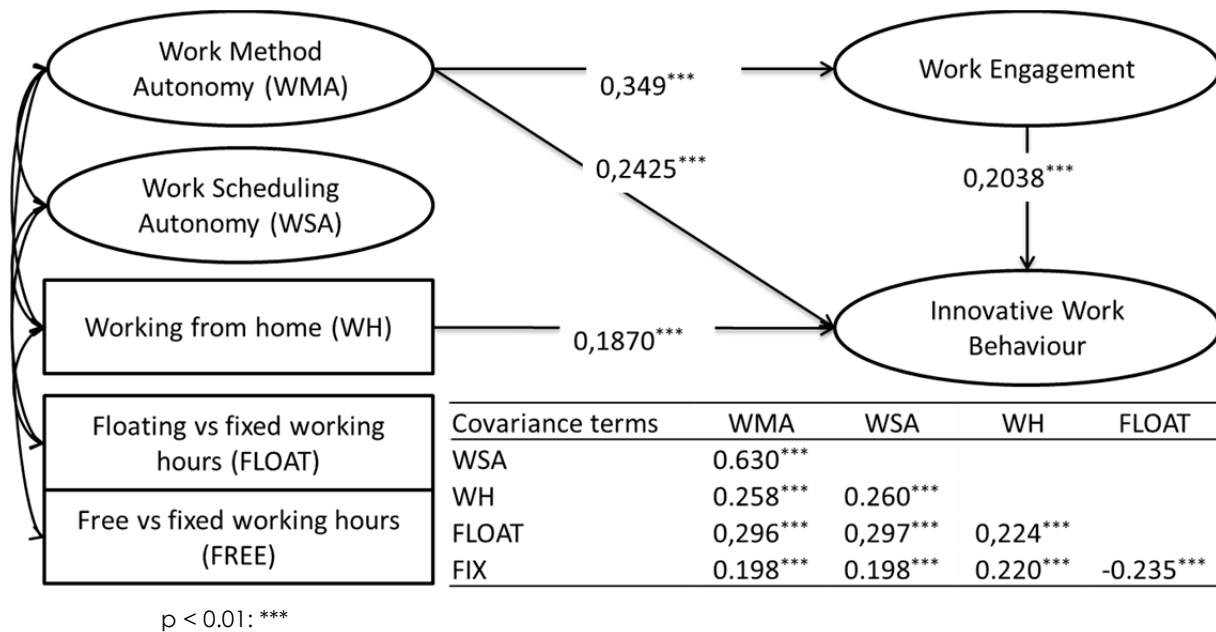 Work Method
Autonomy (WMA)
0,349***
Work Engagement
0,2425***
0,2038***
Work Scheduling
Autonomy (WSA)
Working from home (WH)
0,1870***
Innovative Work
Behaviour
Floating vs fixed working
hours (FLOAT)
Free vs fixed working hours
(FREE)
Covariance terms WMA WSA WH FLOAT
WSA 0.630***
WH 0.258*** 0.260***
FLOAT 0,296*** 0,297*** 0,224***
FIX 0.198*** 0.198*** 0.220*** -0.235***
p < 0.01: ***